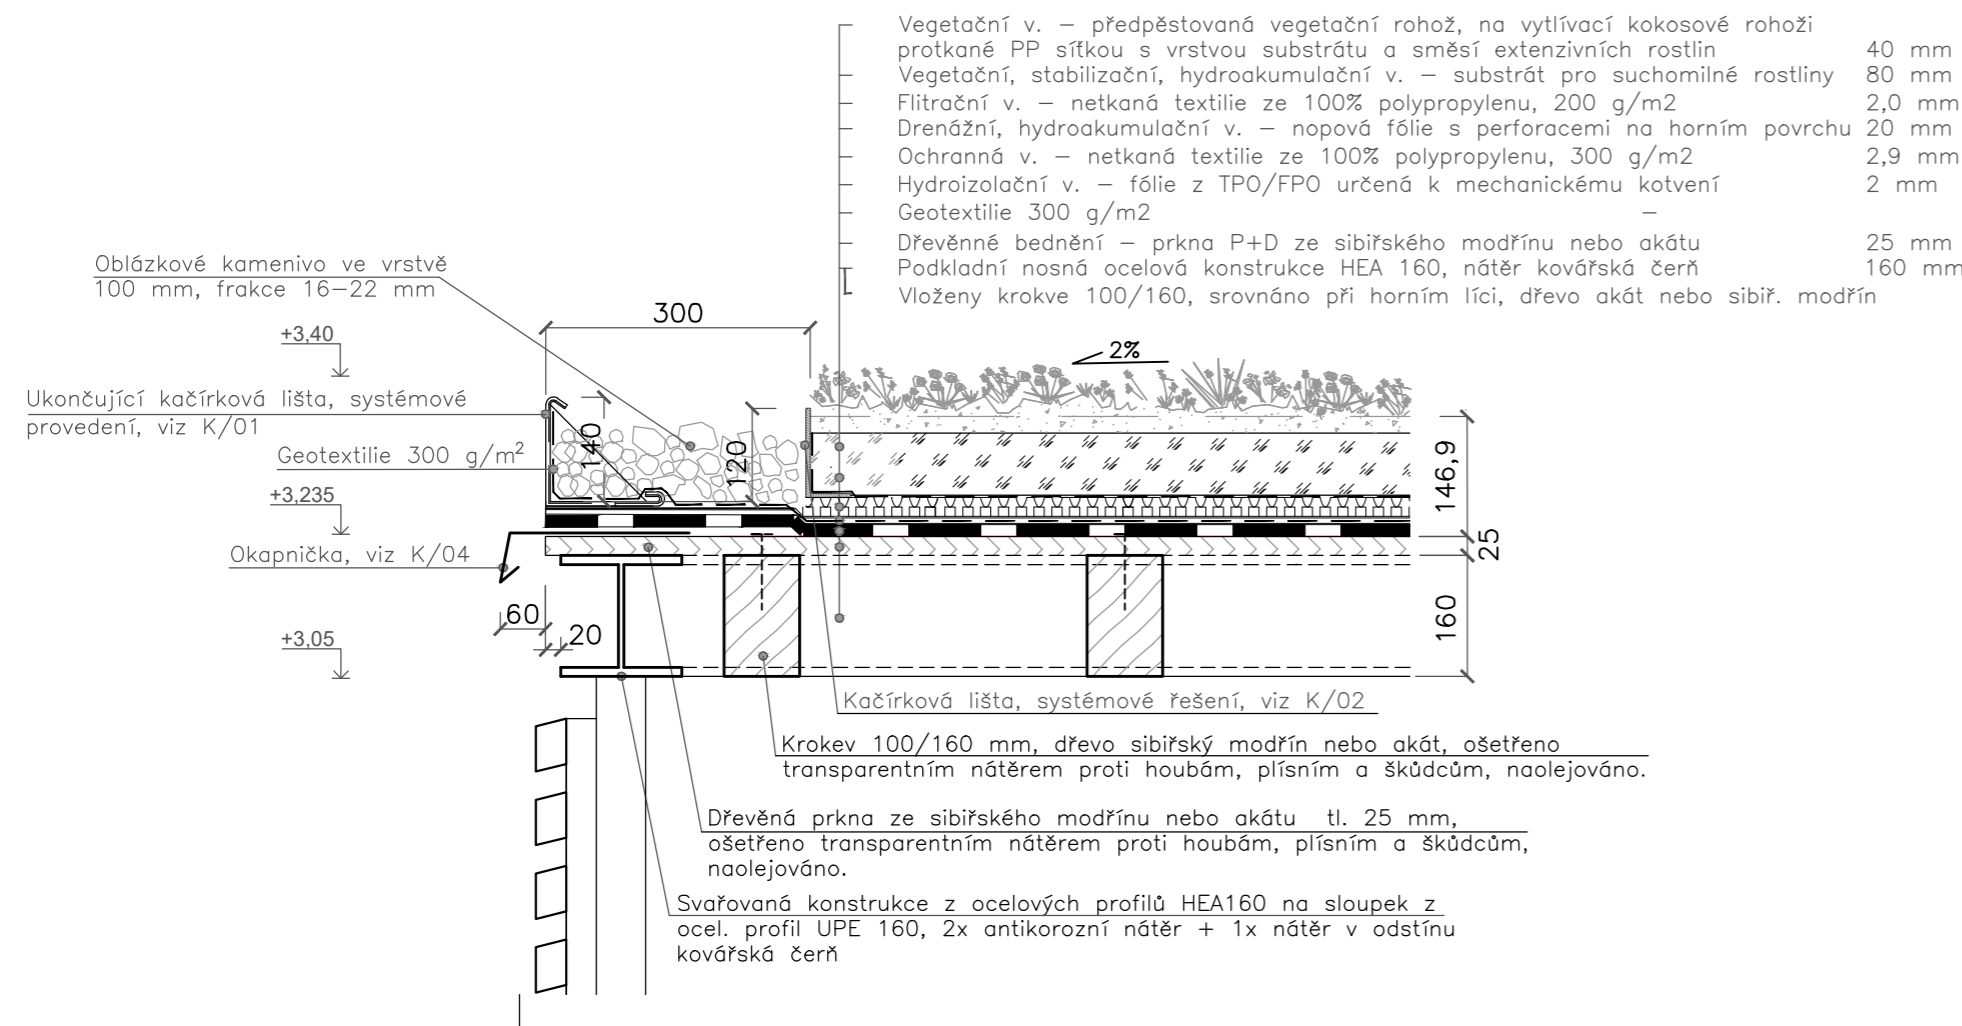 Vegetační v. – předpěstovaná vegetační rohož, na vytlívací kokosové rohoži
protkané PP síťkou s vrstvou substrátu a směsí extenzivních rostlin 40 mm
Vegetační, stabilizační, hydroakumulační v. – substrát pro suchomilné rostliny 80 mm
Flitrační v. – netkaná textilie ze 100% polypropylenu, 200 g/m2 2,0 mm
Drenážní, hydroakumulační v. – nopová fólie s perforacemi na horním povrchu 20 mm
Ochranná v. – netkaná textilie ze 100% polypropylenu, 300 g/m2 2,9 mm
Hydroizolační v. – fólie z TPO/FPO určená k mechanickému kotvení 2 mm
Geotextilie 300 g/m2 –
Dřevěnné bednění – prkna P+D ze sibiřského modřínu nebo akátu 25 mm
Podkladní nosná ocelová konstrukce HEA 160, nátěr kovářská čerň 160 mm
Vloženy krokve 100/160, srovnáno při horním líci, dřevo akát nebo sibiř. modřín
Oblázkové kamenivo ve vrstvě
100 mm, frakce 16–22 mm
300
+3,40
2%
Ukončující kačírková lišta, systémové
provedení, viz K/01
140
120
146,9
Geotextilie 300 g/m²
+3,235
25
Okapnička, viz K/04
60
20
160
+3,05
Kačírková lišta, systémové řešení, viz K/02
Krokev 100/160 mm, dřevo sibiřský modřín nebo akát, ošetřeno
transparentním nátěrem proti houbám, plísním a škůdcům, naolejováno.
Dřevěná prkna ze sibiřského modřínu nebo akátu tl. 25 mm,
ošetřeno transparentním nátěrem proti houbám, plísním a škůdcům,
naolejováno.
Svařovaná konstrukce z ocelových profilů HEA160 na sloupek z
ocel. profil UPE 160, 2x antikorozní nátěr + 1x nátěr v odstínu
kovářská čerň